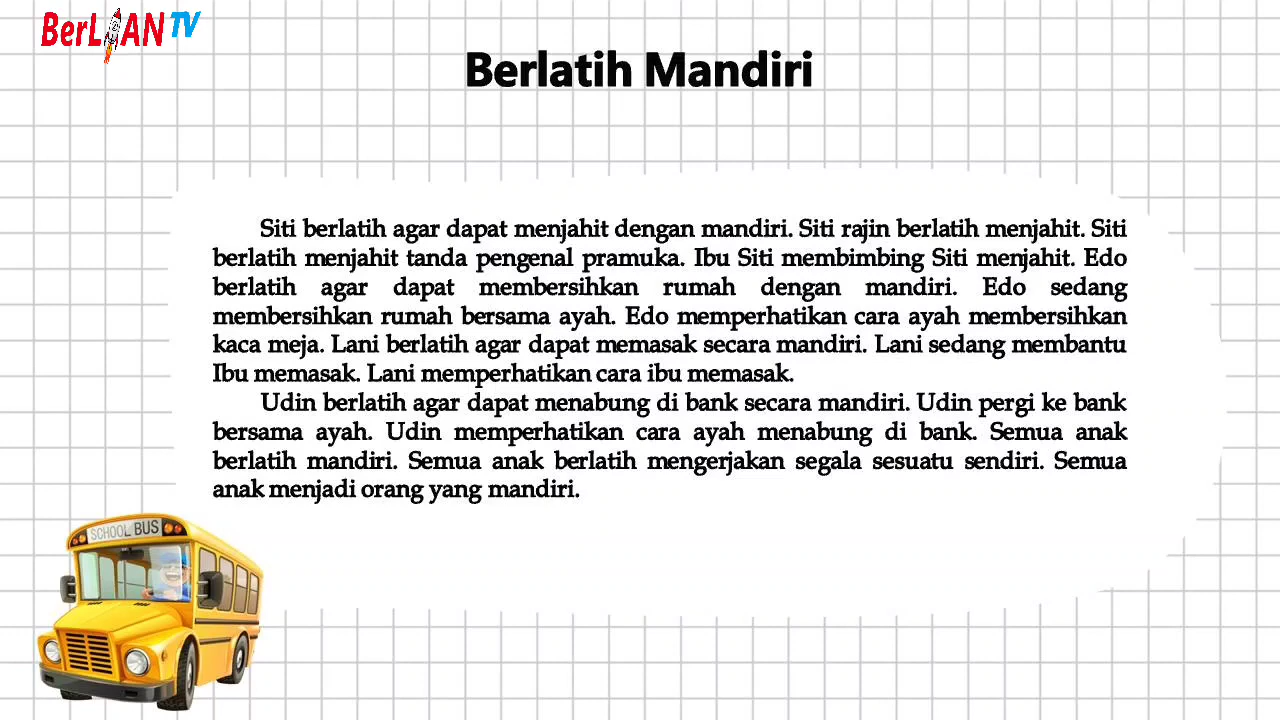 BerLiAN TV
Berlatih Mandiri
Siti berlatih agar dapat menjahit dengan mandiri. Siti rajin berlatih menjahit. Siti
berlatih menjahit tanda pengenal pramuka. Ibu Siti membimbing Siti menjahit. Edo
berlatih agar dapat membersihkan rumah dengan mandiri. Edo sedang
membersihkan rumah bersama ayah. Edo memperhatikan cara ayah membersihkan
kaca meja. Lani berlatih agar dapat memasak secara mandiri. Lani sedang membantu
Ibu memasak. Lani memperhatikan cara ibu memasak.
Udin berlatih agar dapat menabung di bank secara mandiri. Udin pergi ke bank
bersama ayah. Udin memperhatikan cara ayah menabung di bank. Semua anak
berlatih mandiri. Semua anak berlatih mengerjakan segala sesuatu sendiri. Semua
anak menjadi orang yang mandiri.
SCHOOL BUS